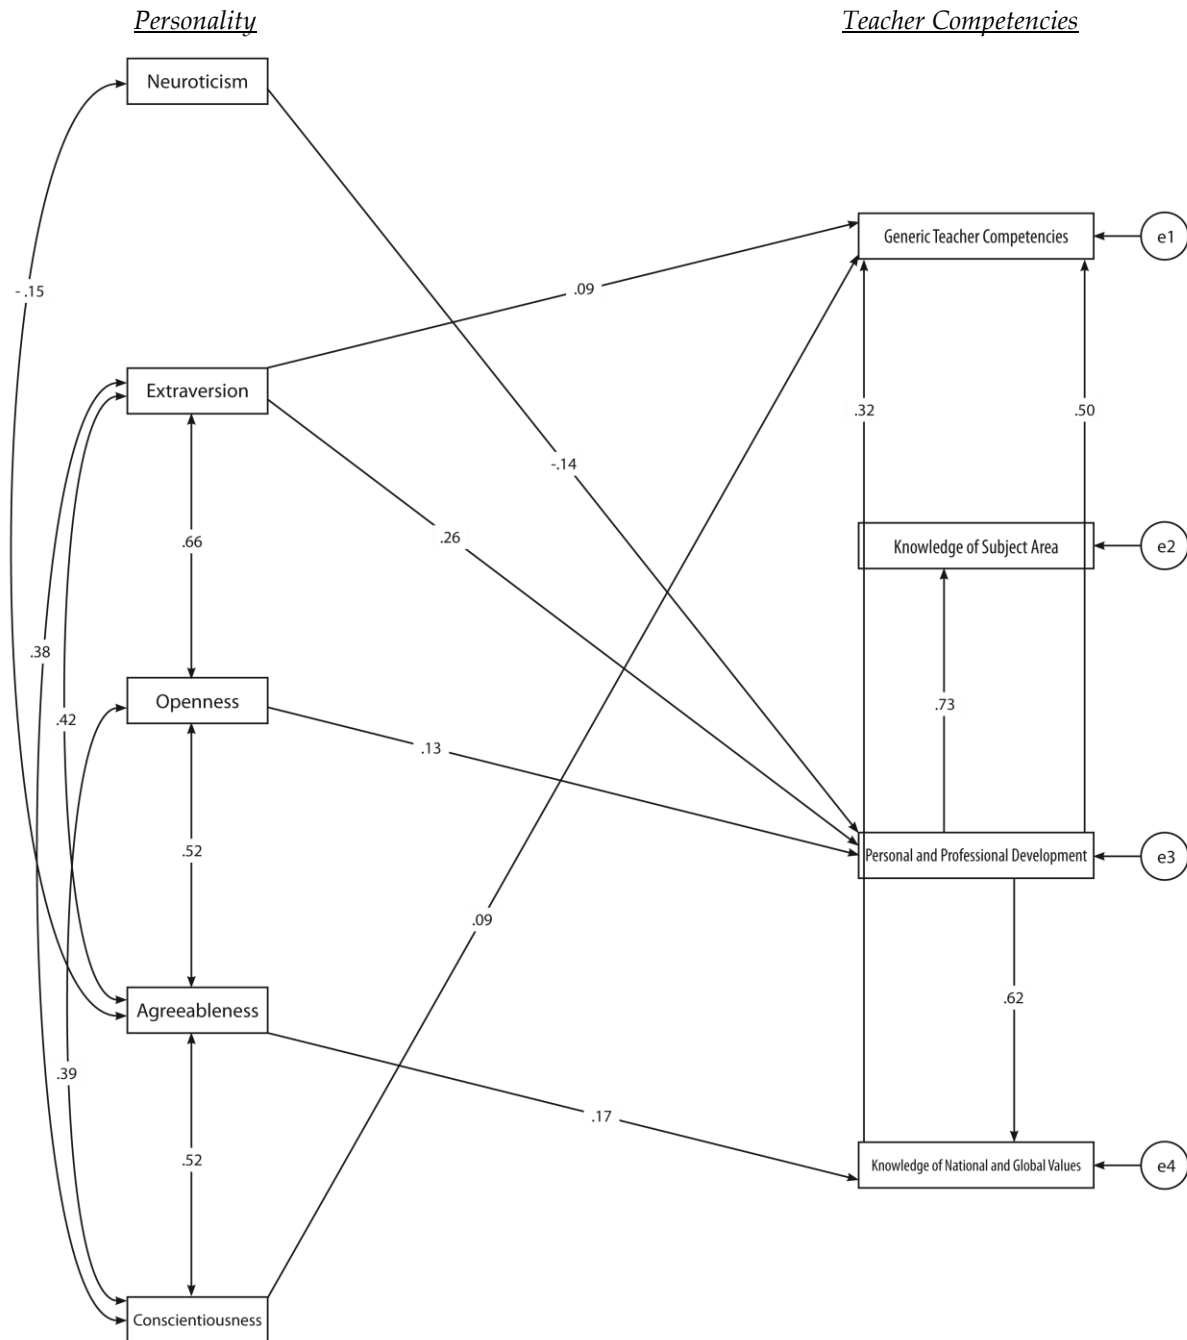 Personality
Teacher Competencies
Neuroticism
Generic Teacher Competencies
e1
- .15
.09
Extraversion
.32
.50
-.14
.26
.66
Knowledge of Subject Area
e2
.38
Openness
.42
.73
.13
.52
Personal and Professional Development
e3
.09
.62
Agreeableness
.39
.17
.52
Knowledge of National and Global Values
e4
Conscientiousness